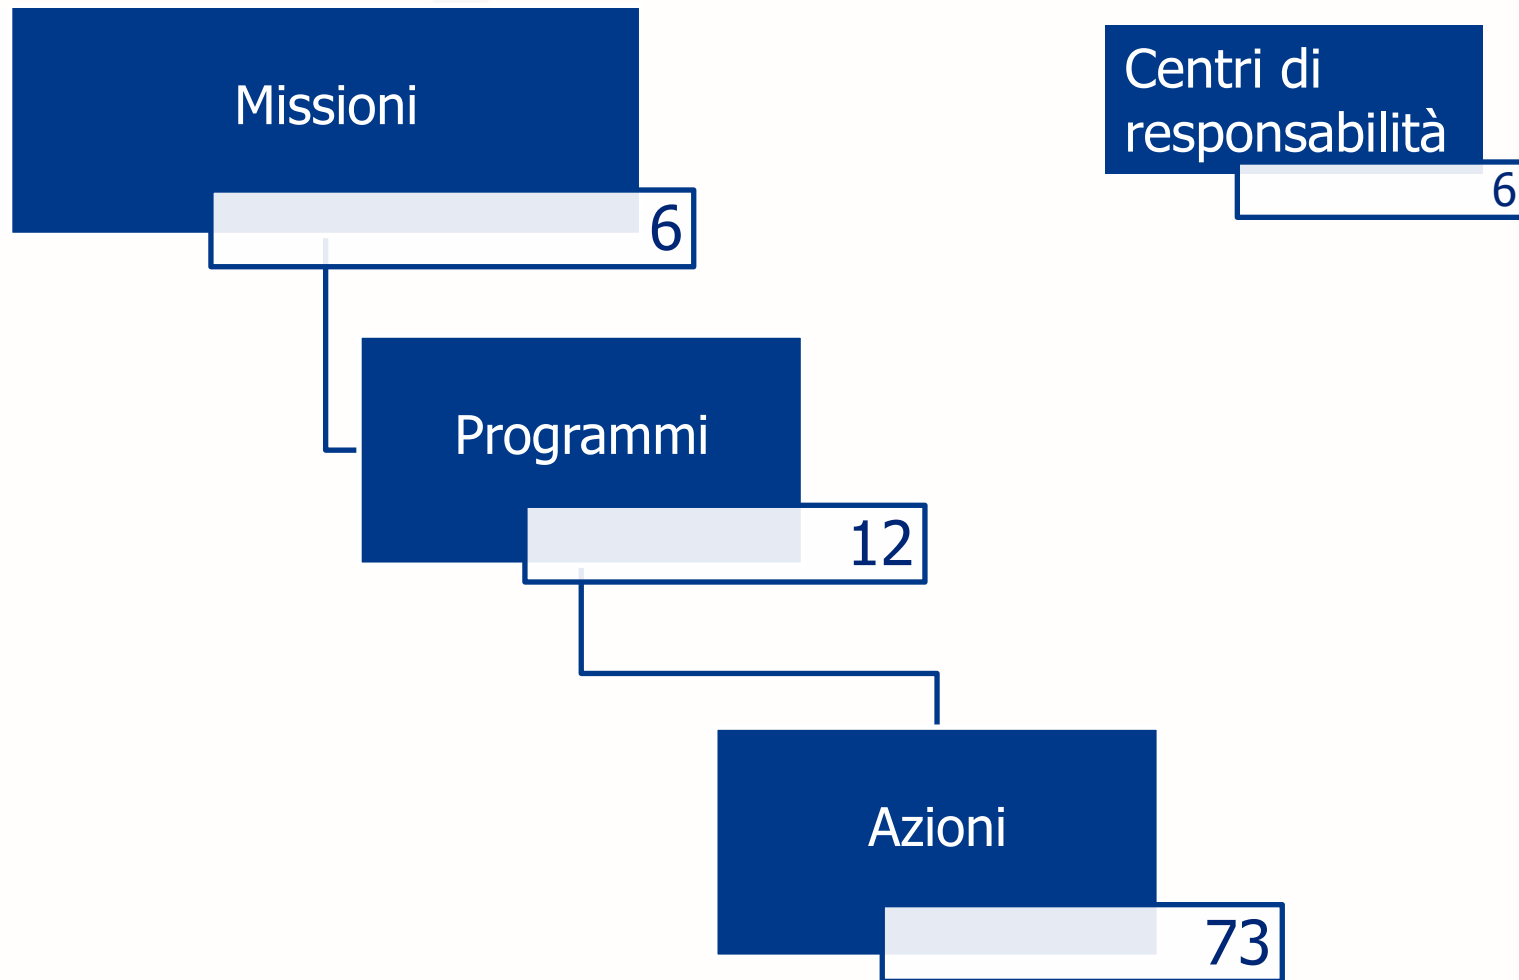 Missioni
6
Centri di
responsabilità
6
Programmi
12
Azioni
73